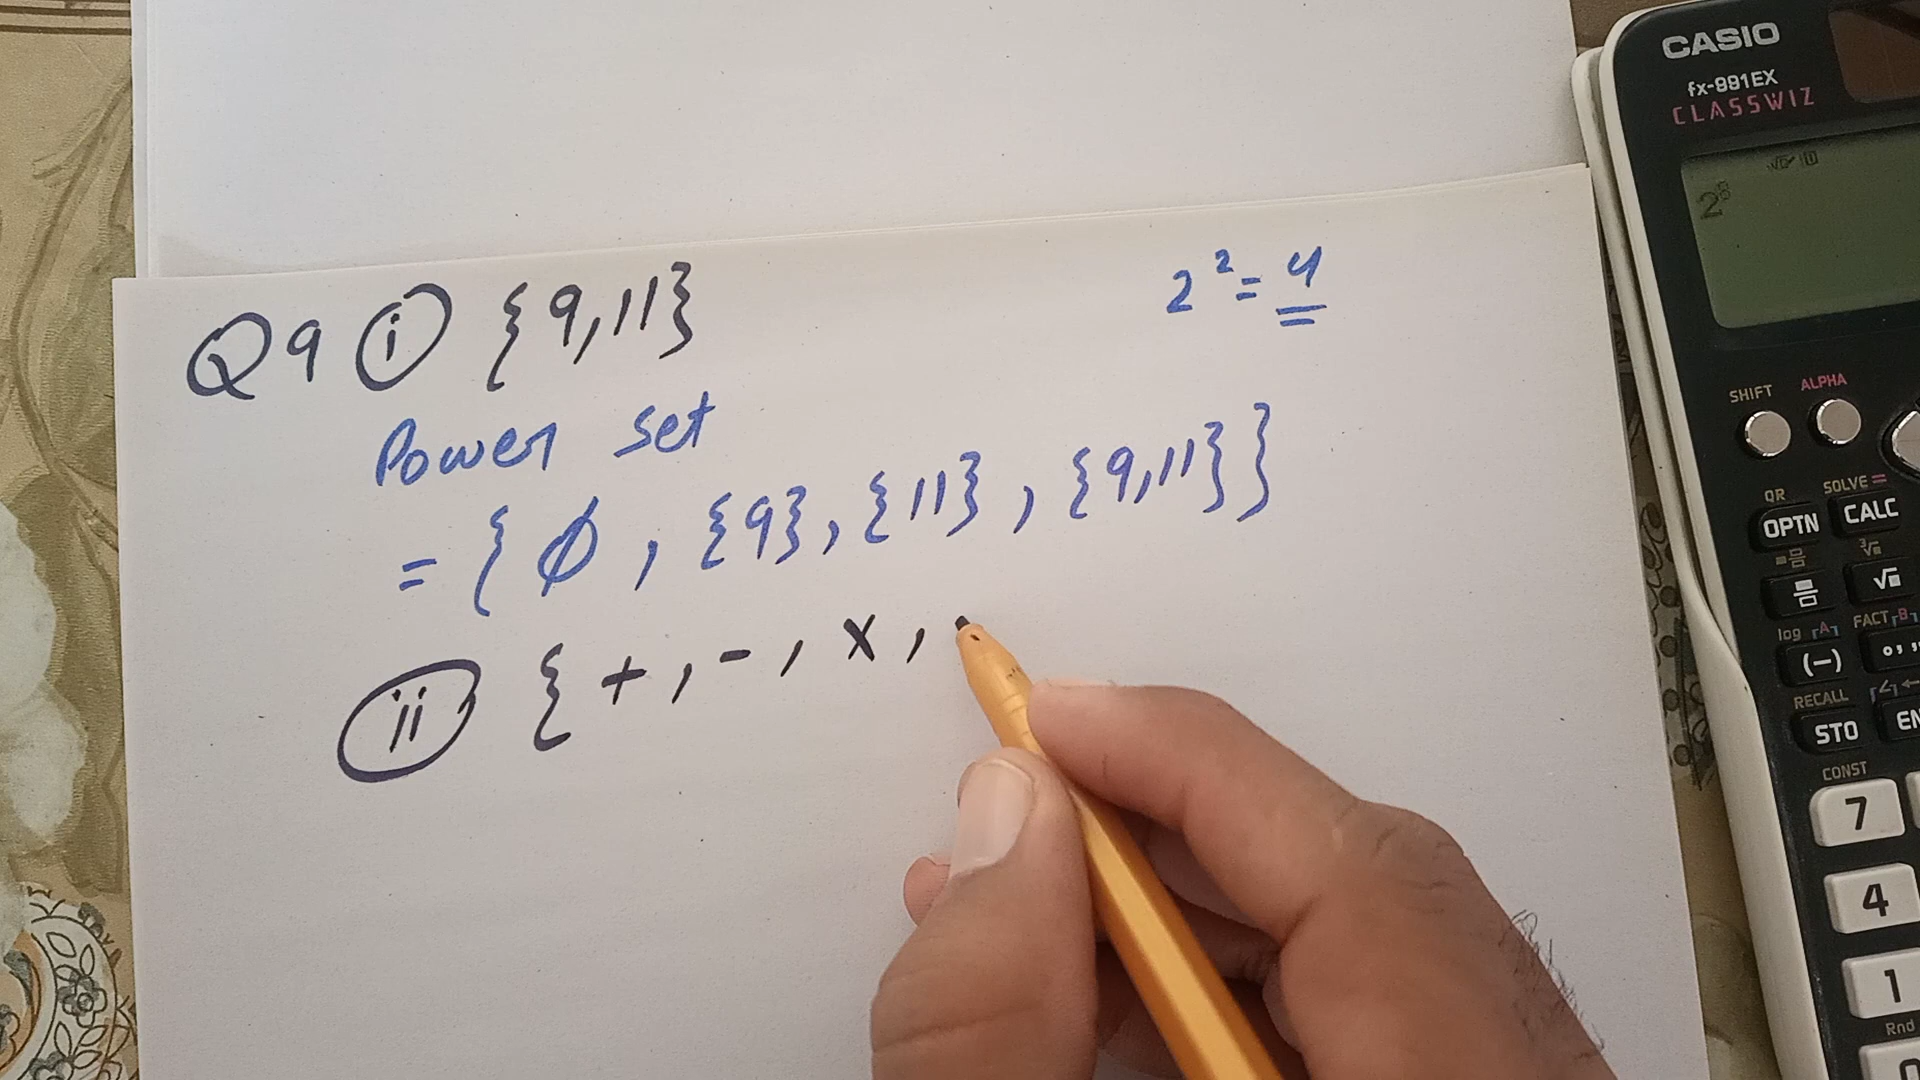 Q9 (i) {9,11}
2² = 4
Power set
= { ∅ , {9}, {11} , {9,11} }
(ii) { + , - , × ,
CASIO
fx-991EX
CLASSWIZ
2⁸
SHIFT ALPHA
QR SOLVE =
OPTN CALC
log FACT
(−)
RECALL
STO
CONST
7
4
1
Rnd